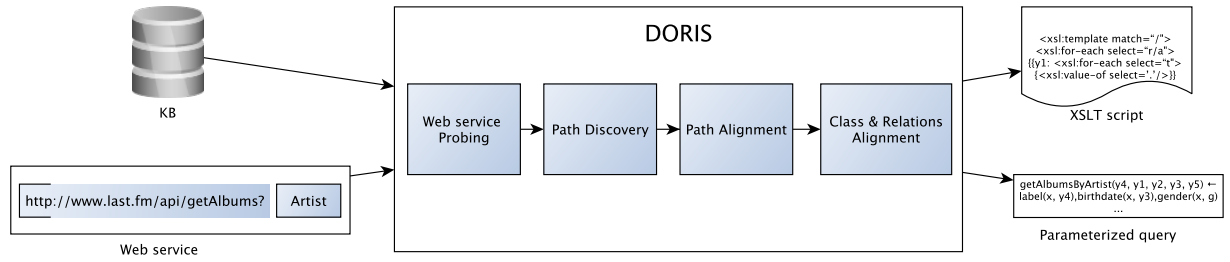 KB
http://www.last.fm/api/getAlbums?
Artist
Web service
DORIS
Web service
Probing
Path Discovery
Path Alignment
Class & Relations
Alignment
<xsl:template match=“/”>
<xsl:for-each select=“r/a”>
{{y1: <xsl:for-each select=“t”>
{<xsl:value-of select='.'/>}}
XSLT script
getAlbumsByArtist(y4, y1, y2, y3, y5) ←
label(x, y4),birthdate(x, y3),gender(x, g)
...
Parameterized query